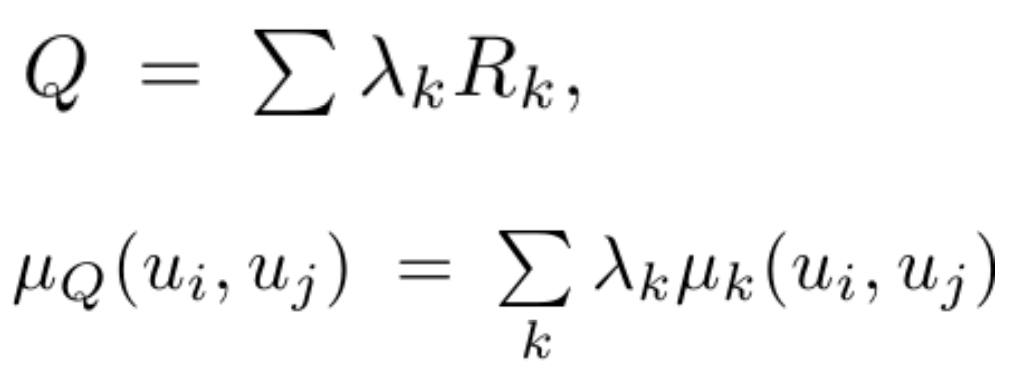 Q = ∑ λ_k R_k,
μ_Q(u_i, u_j) = ∑_k λ_k μ_k(u_i, u_j)